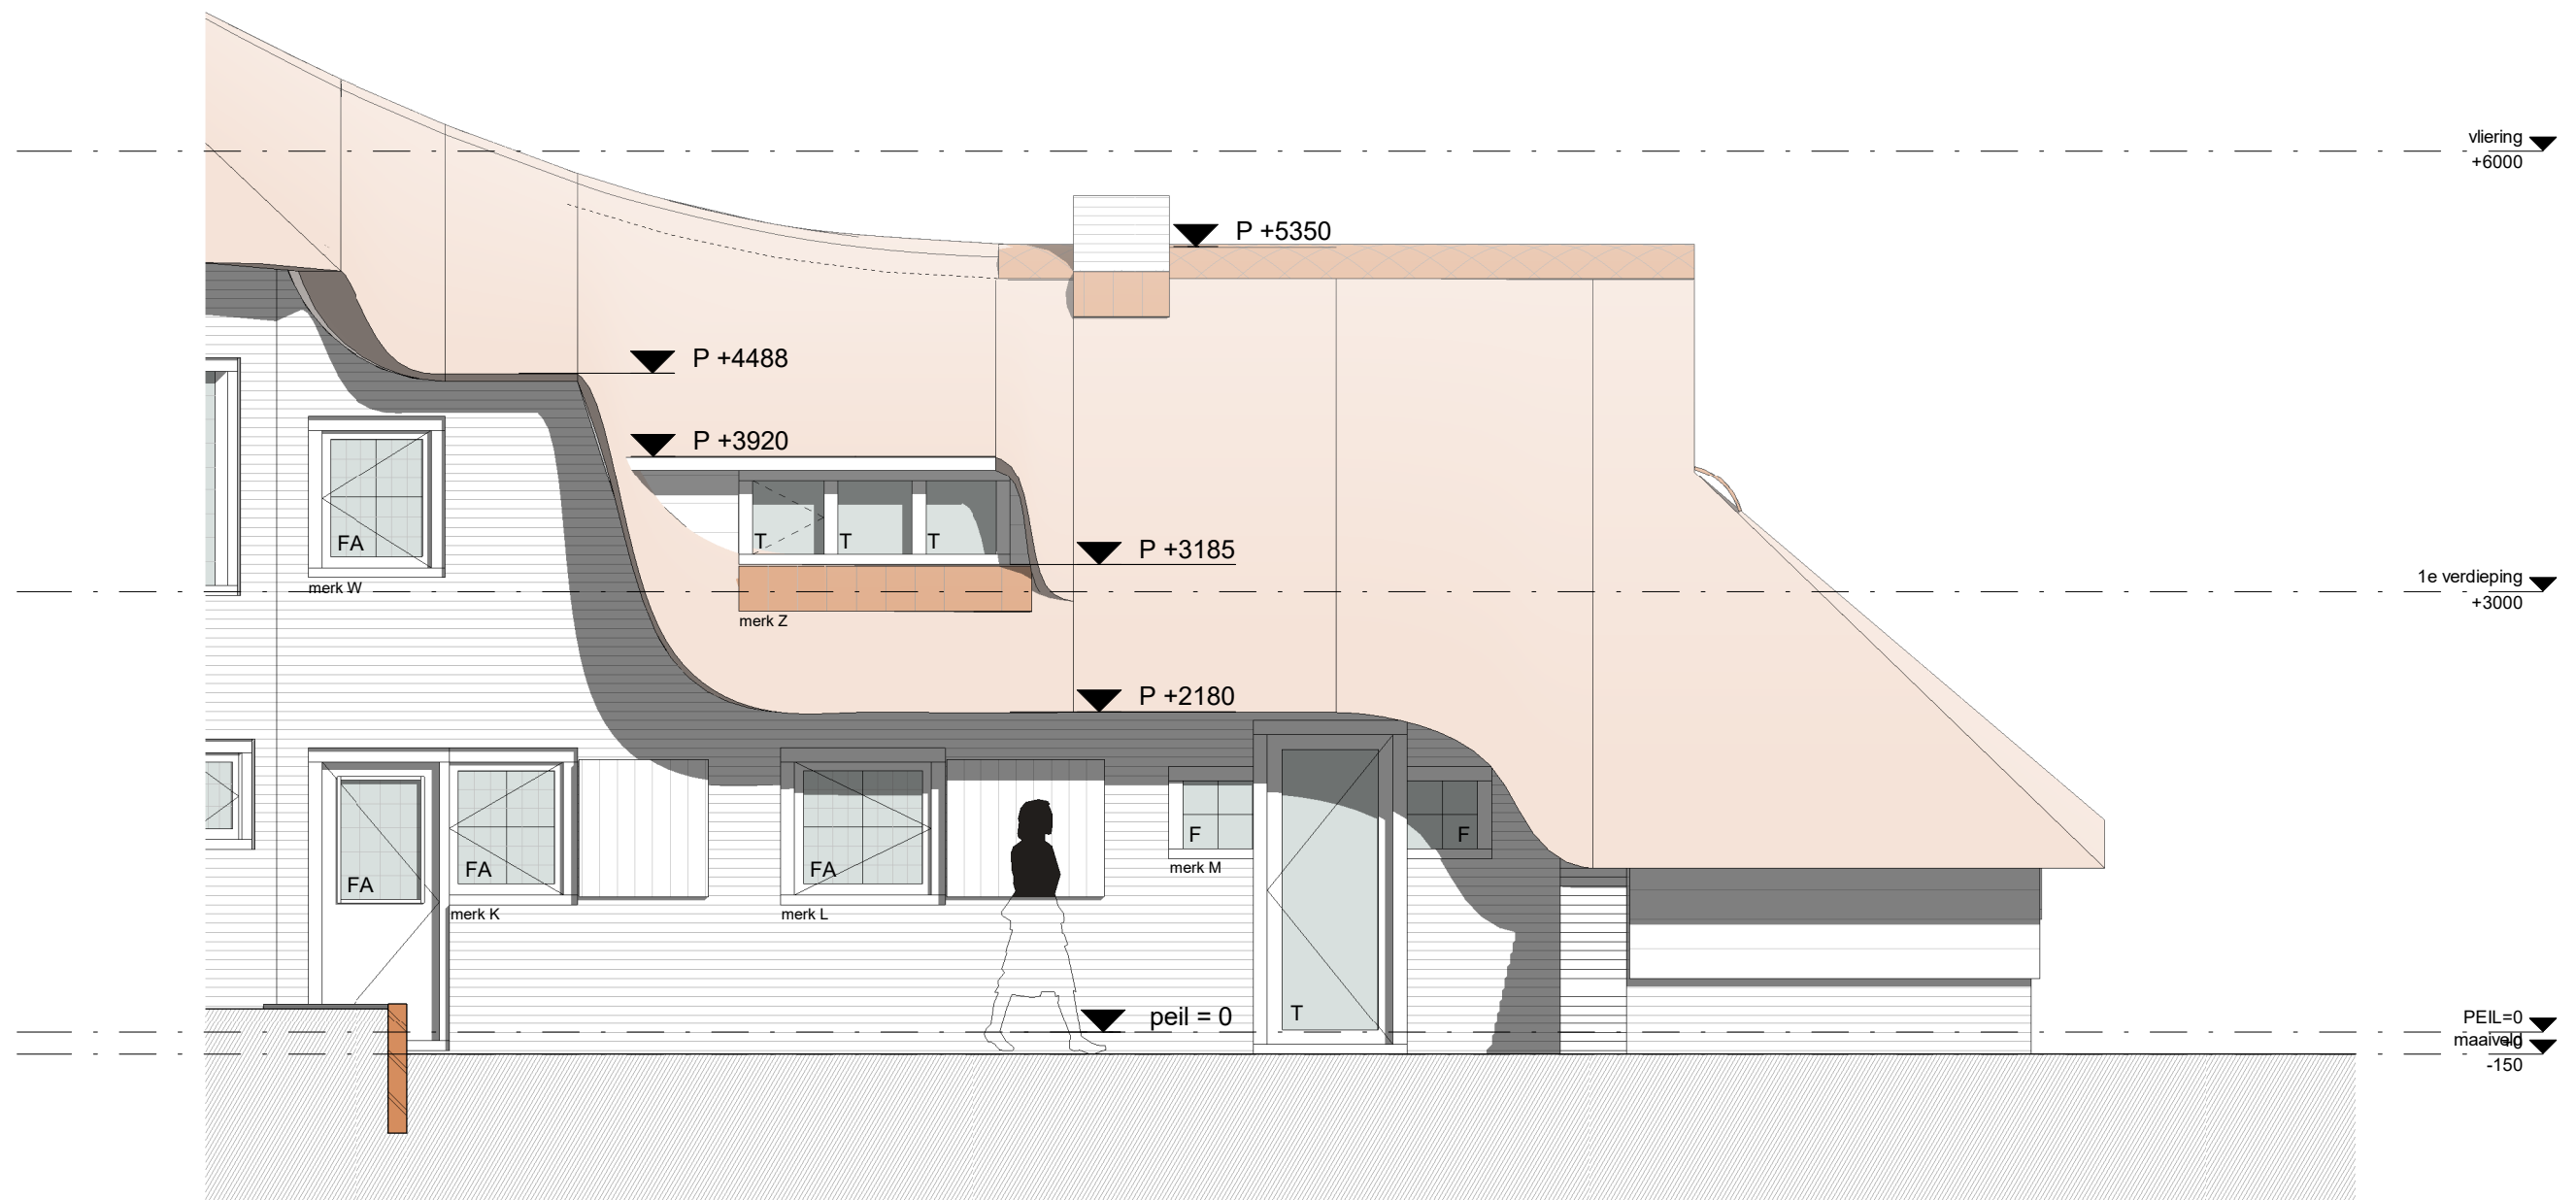 vliering
+6000
P +5350
P +4488
P +3920
T T T
P +3185
FA
merk W
1e verdieping
+3000
merk Z
P +2180
F F
FA FA FA
merk M
merk K merk L
peil = 0
T
PEIL=0
maaiveld
-150